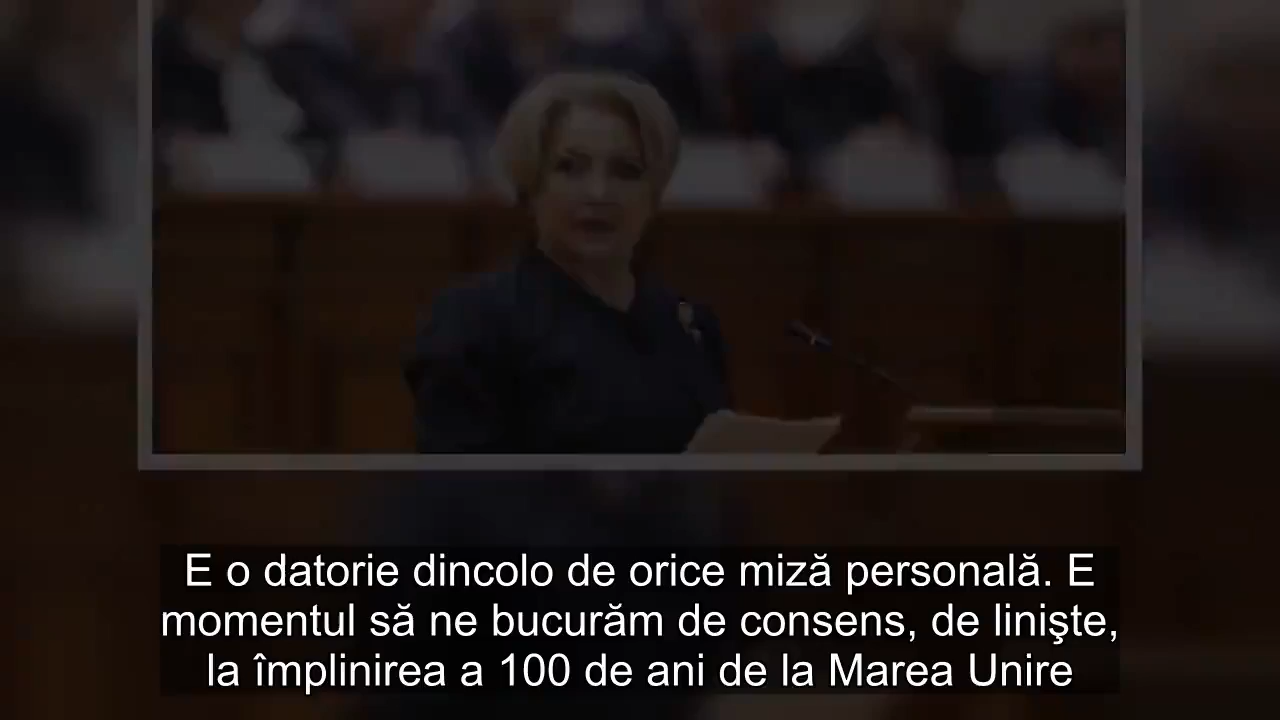 E o datorie dincolo de orice miză personală. E
momentul să ne bucurăm de consens, de linişte,
la împlinirea a 100 de ani de la Marea Unire